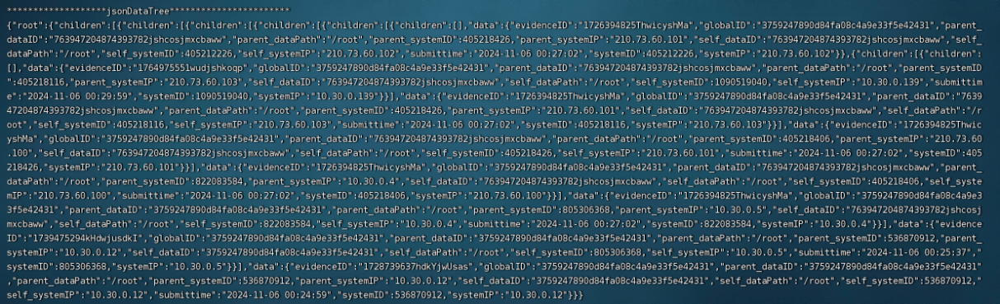 *******************jsonDataTree***********************
{"root":{"children":[{"children":[{"children":[{"children":[{"children":[{"children":[],"data":{"evidenceID":"1726394825ThwicyshMa","globalID":"3759247890d84fa08c4a9e33f5e42431","parent_
dataID":"763947204874393782jshcosjmxcbaww","parent_dataPath":"/root","parent_systemID":405218426,"parent_systemIP":"210.73.60.101","self_dataID":"763947204874393782jshcosjmxcbaww","self_
dataPath":"/root","self_systemID":405212226,"self_systemIP":"210.73.60.102","submittime":"2024-11-06 00:27:02","systemID":405212226,"systemIP":"210.73.60.102"}},{"children":[{"children":
[],"data":{"evidenceID":"1764975551wudjshkoqp","globalID":"3759247890d84fa08c4a9e33f5e42431","parent_dataID":"763947204874393782jshcosjmxcbaww","parent_dataPath":"/root","parent_systemID
":405218116,"parent_systemIP":"210.73.60.103","self_dataID":"763947204874393782jshcosjmxcbaww","self_dataPath":"/root","self_systemID":1090519040,"self_systemIP":"10.30.0.139","submittim
e":"2024-11-06 00:29:59","systemID":1090519040,"systemIP":"10.30.0.139"}}],"data":{"evidenceID":"1726394825ThwicyshMa","globalID":"3759247890d84fa08c4a9e33f5e42431","parent_dataID":"7639
47204874393782jshcosjmxcbaww","parent_dataPath":"/root","parent_systemID":405218426,"parent_systemIP":"210.73.60.101","self_dataID":"763947204874393782jshcosjmxcbaww","self_dataPath":"/r
oot","self_systemID":405218116,"self_systemIP":"210.73.60.103","submittime":"2024-11-06 00:27:02","systemID":405218116,"systemIP":"210.73.60.103"}}],"data":{"evidenceID":"1726394825Thwic
yshMa","globalID":"3759247890d84fa08c4a9e33f5e42431","parent_dataID":"763947204874393782jshcosjmxcbaww","parent_dataPath":"/root","parent_systemID":405218406,"parent_systemIP":"210.73.60
.100","self_dataID":"763947204874393782jshcosjmxcbaww","self_dataPath":"/root","self_systemID":405218426,"self_systemIP":"210.73.60.101","submittime":"2024-11-06 00:27:02","systemID":405
218426,"systemIP":"210.73.60.101"}}],"data":{"evidenceID":"1726394825ThwicyshMa","globalID":"3759247890d84fa08c4a9e33f5e42431","parent_dataID":"763947204874393782jshcosjmxcbaww","parent_
dataPath":"/root","parent_systemID":822083584,"parent_systemIP":"10.30.0.4","self_dataID":"763947204874393782jshcosjmxcbaww","self_dataPath":"/root","self_systemID":405218406,"self_syste
mIP":"210.73.60.100","submittime":"2024-11-06 00:27:02","systemID":405218406,"systemIP":"210.73.60.100"}}],"data":{"evidenceID":"1726394825ThwicyshMa","globalID":"3759247890d84fa08c4a9e3
3f5e42431","parent_dataID":"3759247890d84fa08c4a9e33f5e42431","parent_dataPath":"/root","parent_systemID":805306368,"parent_systemIP":"10.30.0.5","self_dataID":"763947204874393782jshcosj
mxcbaww","self_dataPath":"/root","self_systemID":822083584,"self_systemIP":"10.30.0.4","submittime":"2024-11-06 00:27:02","systemID":822083584,"systemIP":"10.30.0.4"}}],"data":{"evidence
ID":"1739475294kHdwjusdkI","globalID":"3759247890d84fa08c4a9e33f5e42431","parent_dataID":"3759247890d84fa08c4a9e33f5e42431","parent_dataPath":"/root","parent_systemID":536870912,"parent_
systemIP":"10.30.0.12","self_dataID":"3759247890d84fa08c4a9e33f5e42431","self_dataPath":"/root","self_systemID":805306368,"self_systemIP":"10.30.0.5","submittime":"2024-11-06 00:25:37","
systemID":805306368,"systemIP":"10.30.0.5"}}],"data":{"evidenceID":"1728739637hdkYjwUsas","globalID":"3759247890d84fa08c4a9e33f5e42431","parent_dataID":"3759247890d84fa08c4a9e33f5e42431"
,"parent_dataPath":"/root","parent_systemID":536870912,"parent_systemIP":"10.30.0.12","self_dataID":"3759247890d84fa08c4a9e33f5e42431","self_dataPath":"/root","self_systemID":536870912,"
self_systemIP":"10.30.0.12","submittime":"2024-11-06 00:24:59","systemID":536870912,"systemIP":"10.30.0.12"}}}